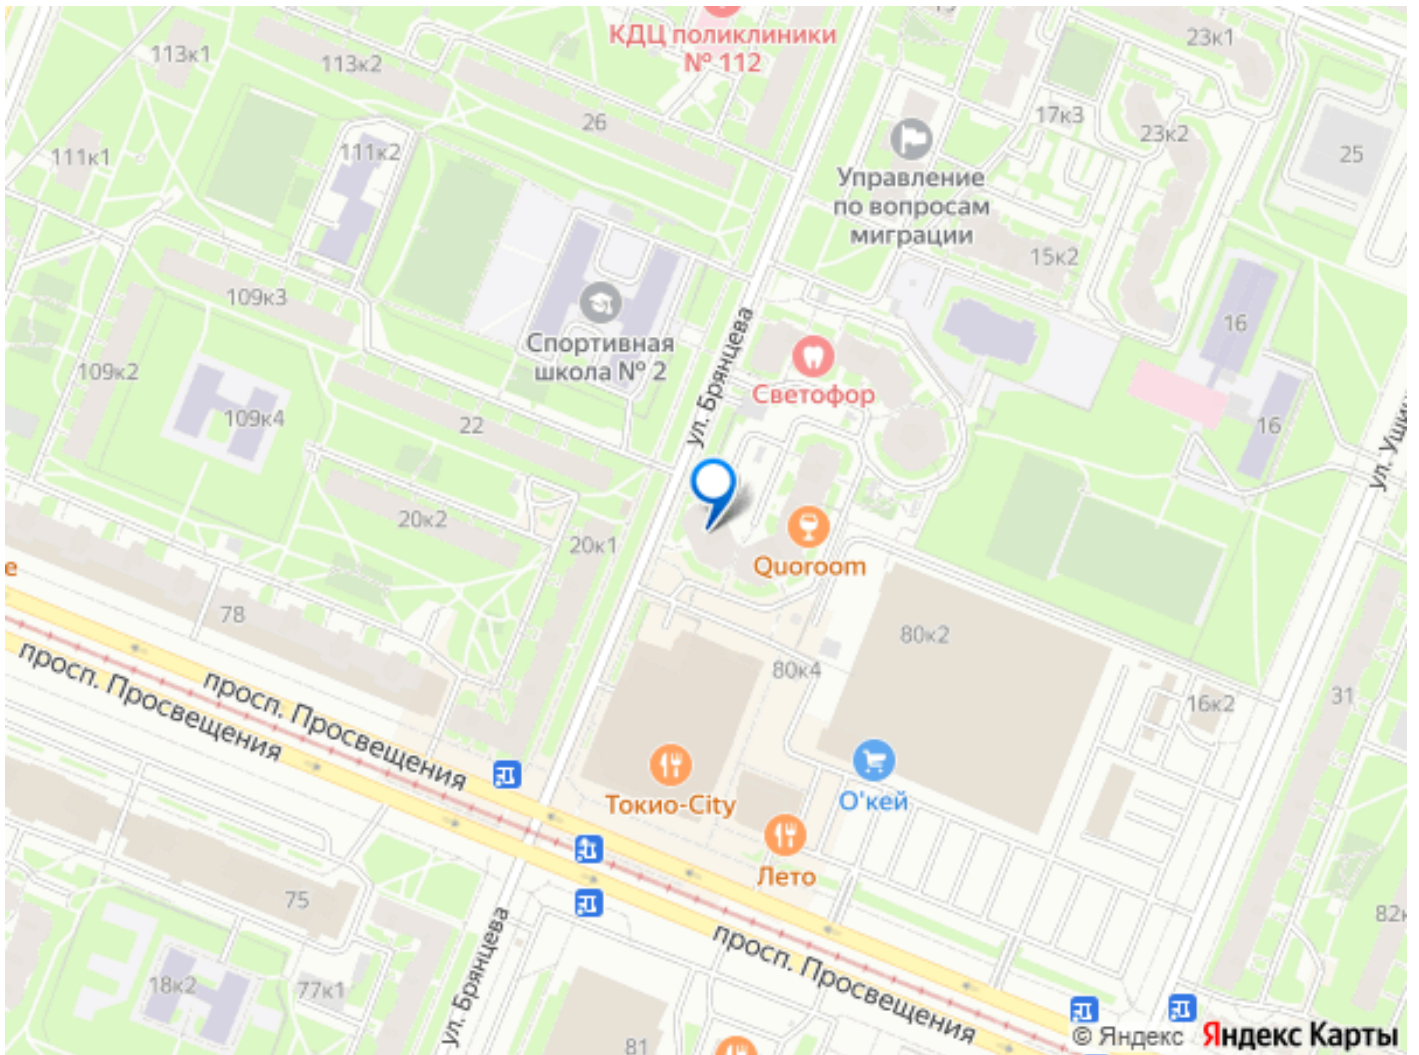 КДЦ поликлиники
№ 112
23к1
113к1
113к2
26
17к3
23к2
25
111к1
111к2
Управление
по вопросам
миграции
15к2
109к3
16
Спортивная
школа № 2
ул. Брянцева
109к2
Светофор
109к4
22
16
20к2
20к1
Quoroom
е
78
80к2
80к4
просп. Просвещения
просп. Просвещения
16к2
31
Токио-City
О'кей
Лето
75
82к
ул. Брянцева
просп. Просвещения
18к2
77к1
81
© Яндекс Яндекс Карты